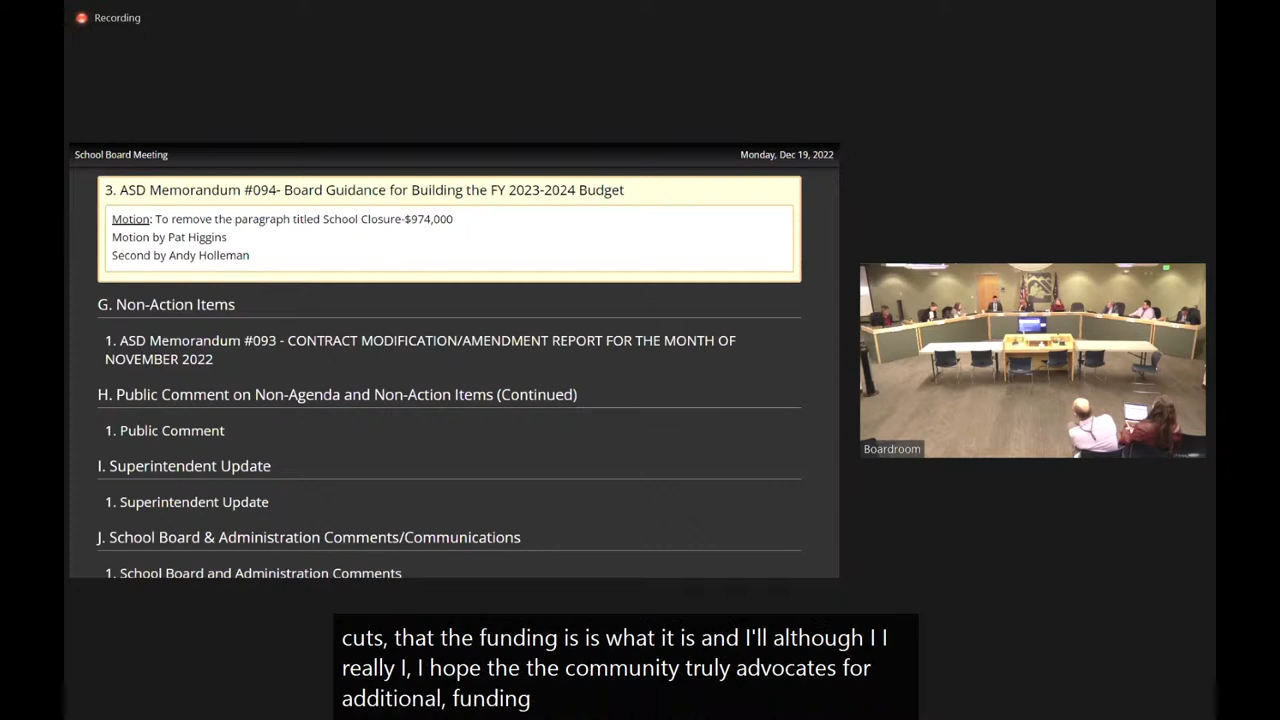 Recording
School Board Meeting
Monday, Dec 19, 2022
3. ASD Memorandum #094- Board Guidance for Building the FY 2023-2024 Budget
Motion: To remove the paragraph titled School Closure-$974,000
Motion by Pat Higgins
Second by Andy Holleman
G. Non-Action Items
1. ASD Memorandum #093 - CONTRACT MODIFICATION/AMENDMENT REPORT FOR THE MONTH OF
NOVEMBER 2022
H. Public Comment on Non-Agenda and Non-Action Items (Continued)
1. Public Comment
I. Superintendent Update
1. Superintendent Update
J. School Board & Administration Comments/Communications
1. School Board and Administration Comments
Boardroom
cuts, that the funding is is what it is and I'll although I I
really I, I hope the the community truly advocates for
additional, funding